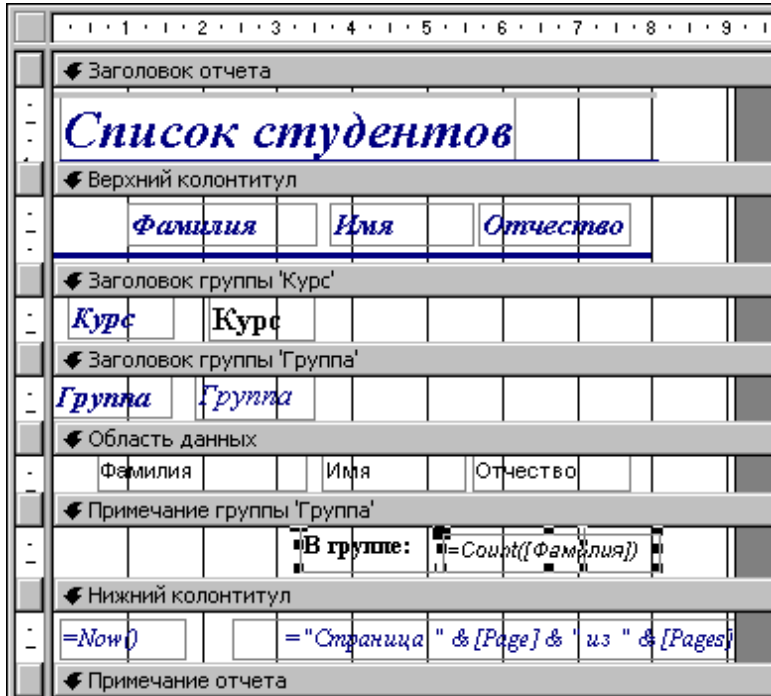 1 2 3 4 5 6 7 8 9
Заголовок отчета
Список студентов
Верхний колонтитул
Фамилия Имя Отчество
Заголовок группы 'Курс'
Курс Курс
Заголовок группы 'Группа'
Группа Группа
Область данных
Фамилия Имя Отчество
Примечание группы 'Группа'
В группе: =Count([Фамилия])
Нижний колонтитул
=Now() ="Страница " & [Page] & " из " & [Pages]
Примечание отчета